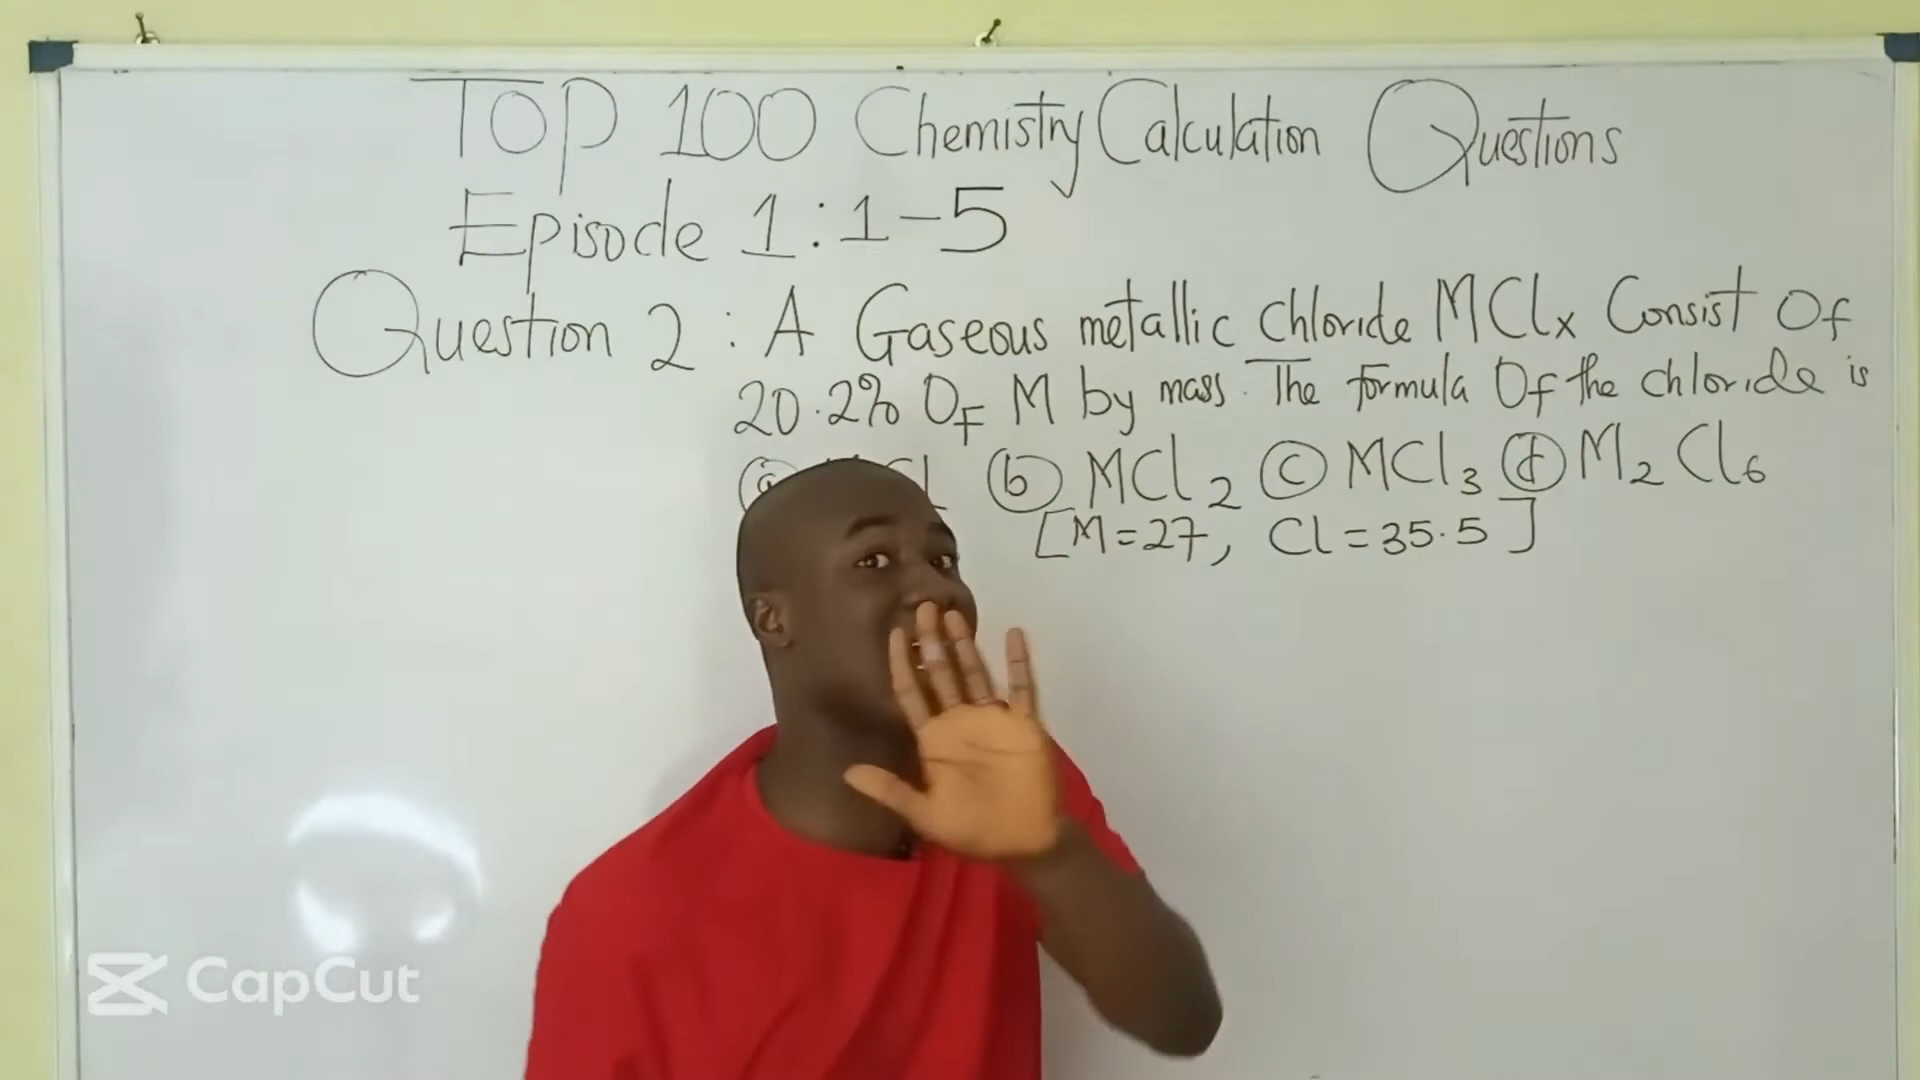 TOP 100 Chemistry Calculation Questions
Episode 1:1-5
Question 2: A Gaseous metallic chloride MClx Consist Of
20.2% OF M by mass. The formula Of the chloride is
(a) (b) MCl2 (c) MCl3 (d) M2Cl6
[M=27, Cl=35.5]
CapCut